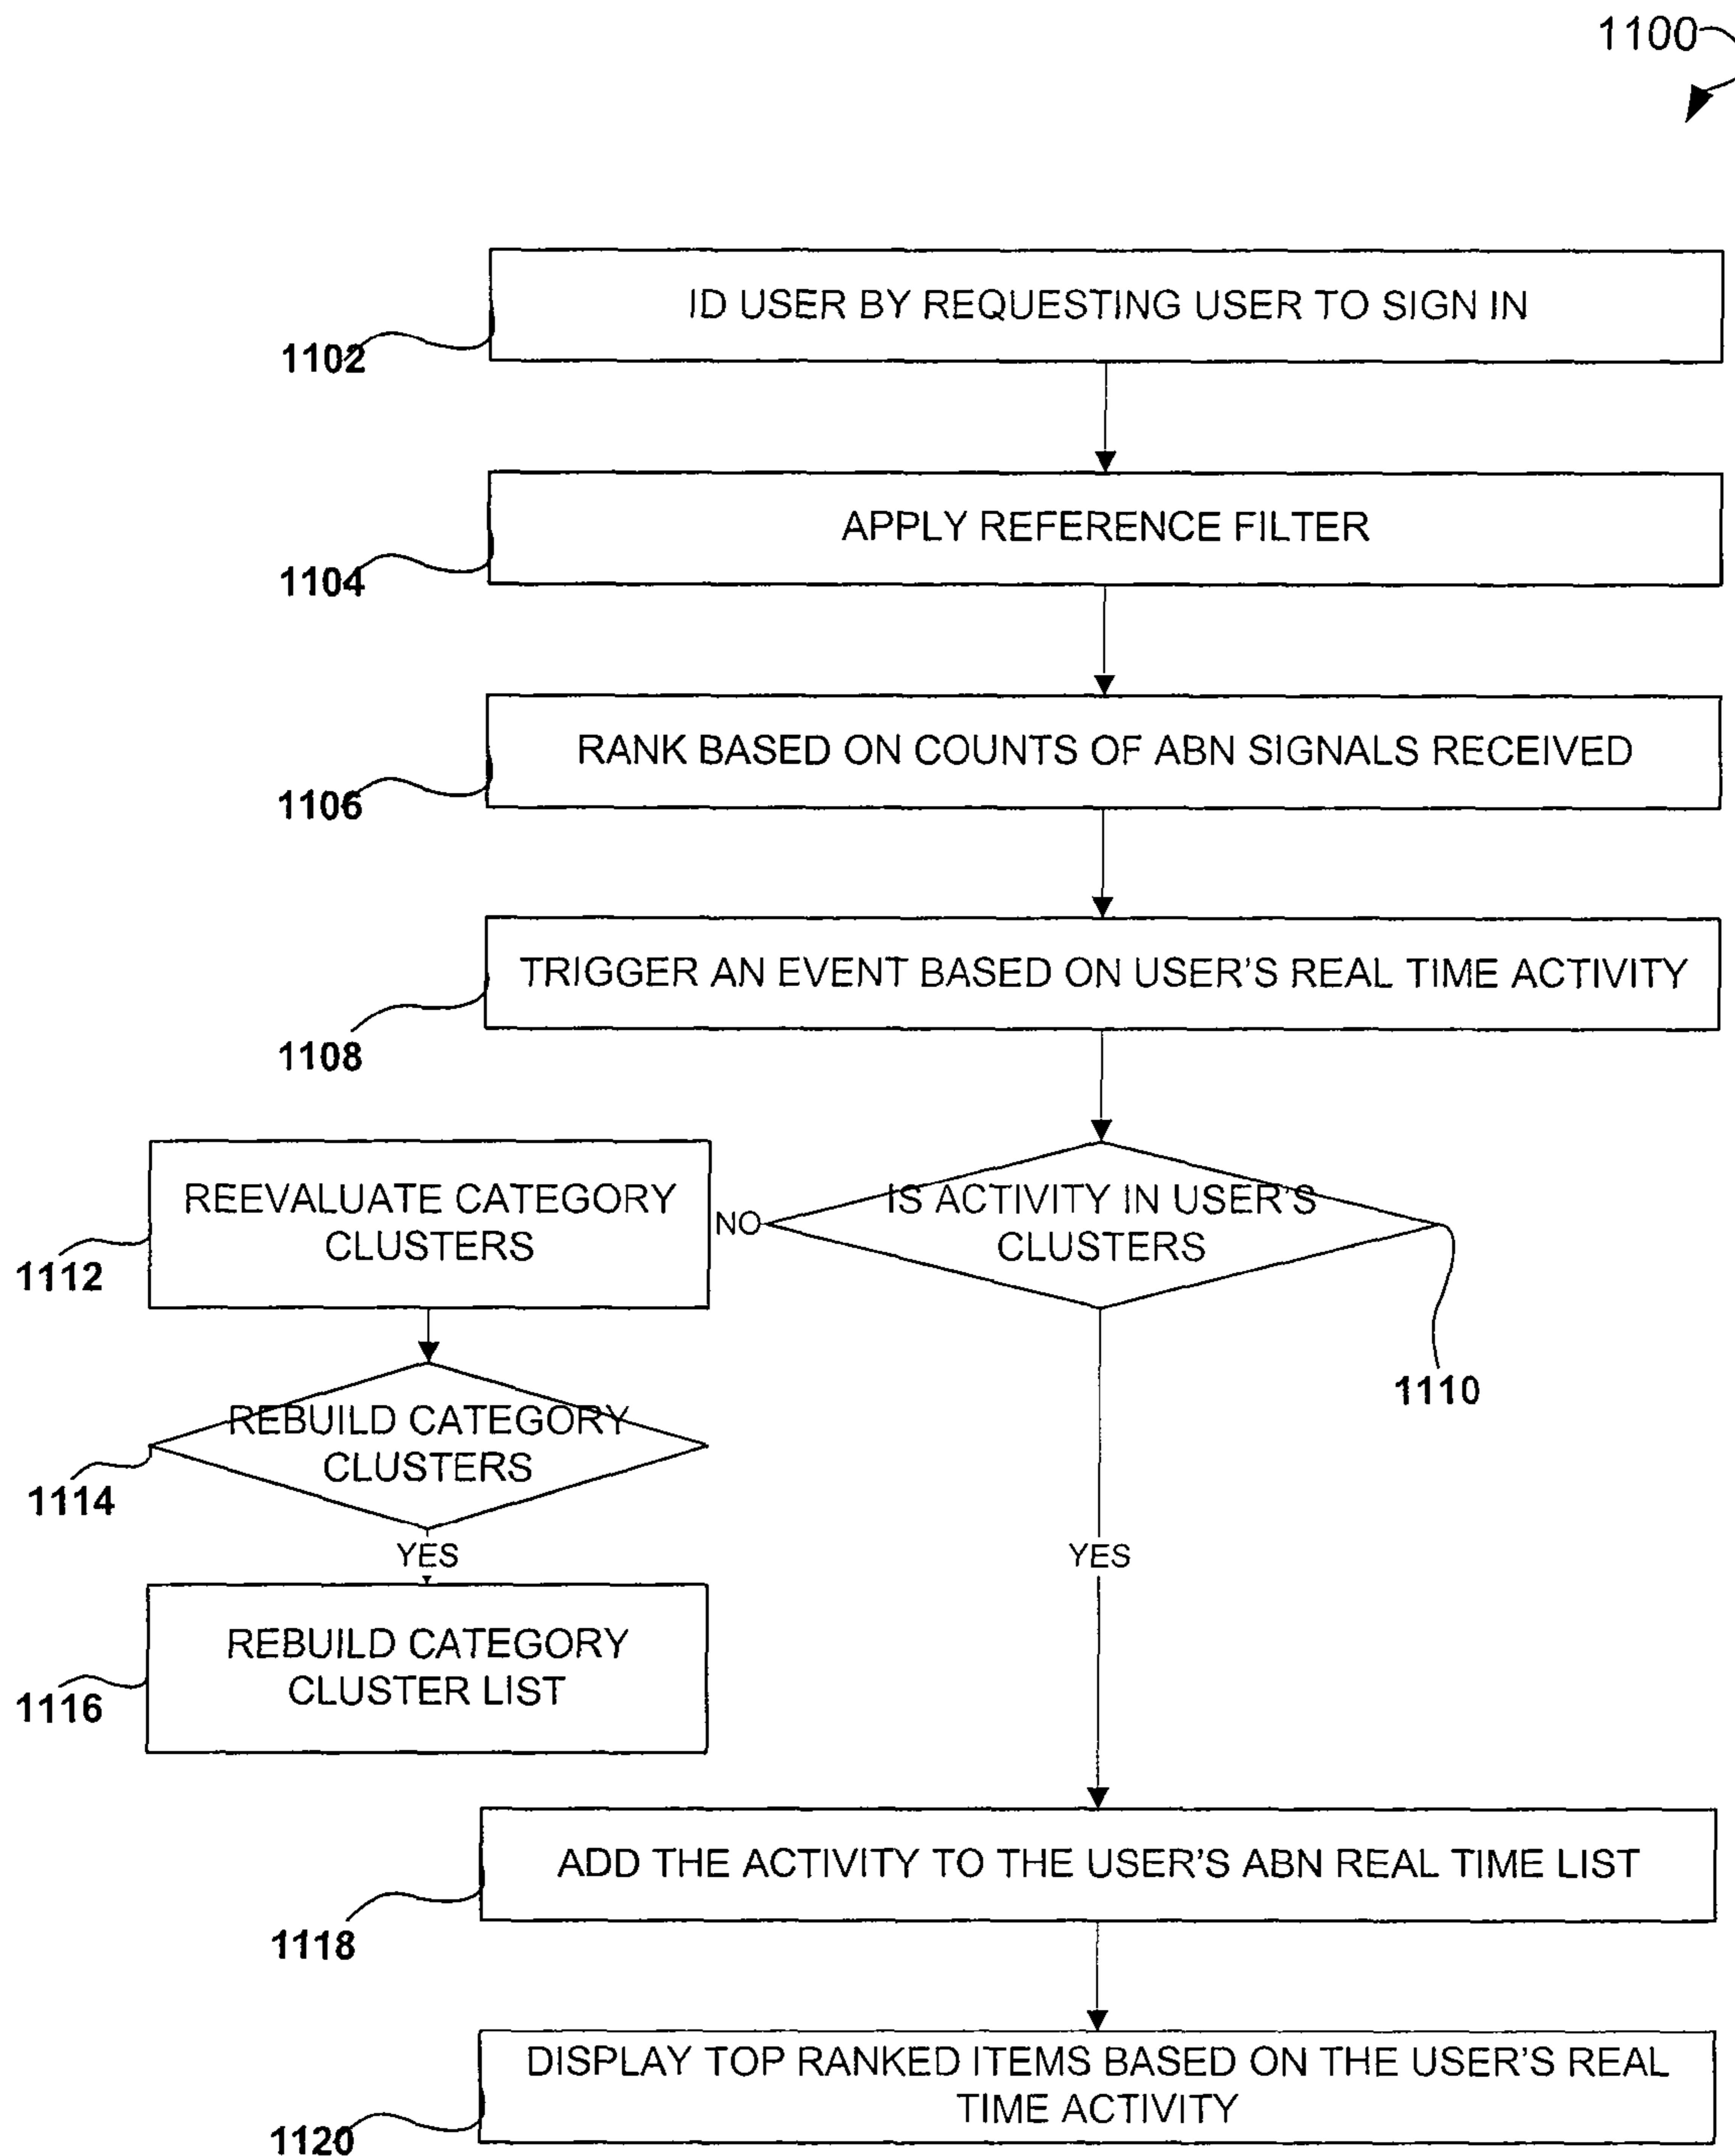 1100
ID USER BY REQUESTING USER TO SIGN IN
1102
APPLY REFERENCE FILTER
1104
RANK BASED ON COUNTS OF ABN SIGNALS RECEIVED
1106
TRIGGER AN EVENT BASED ON USER'S REAL TIME ACTIVITY
1108
REEVALUATE CATEGORY
CLUSTERS
1112
NO
IS ACTIVITY IN USER'S
CLUSTERS
1110
REBUILD CATEGORY
CLUSTERS
1114
YES
YES
REBUILD CATEGORY
CLUSTER LIST
1116
ADD THE ACTIVITY TO THE USER'S ABN REAL TIME LIST
1118
DISPLAY TOP RANKED ITEMS BASED ON THE USER'S REAL
TIME ACTIVITY
1120